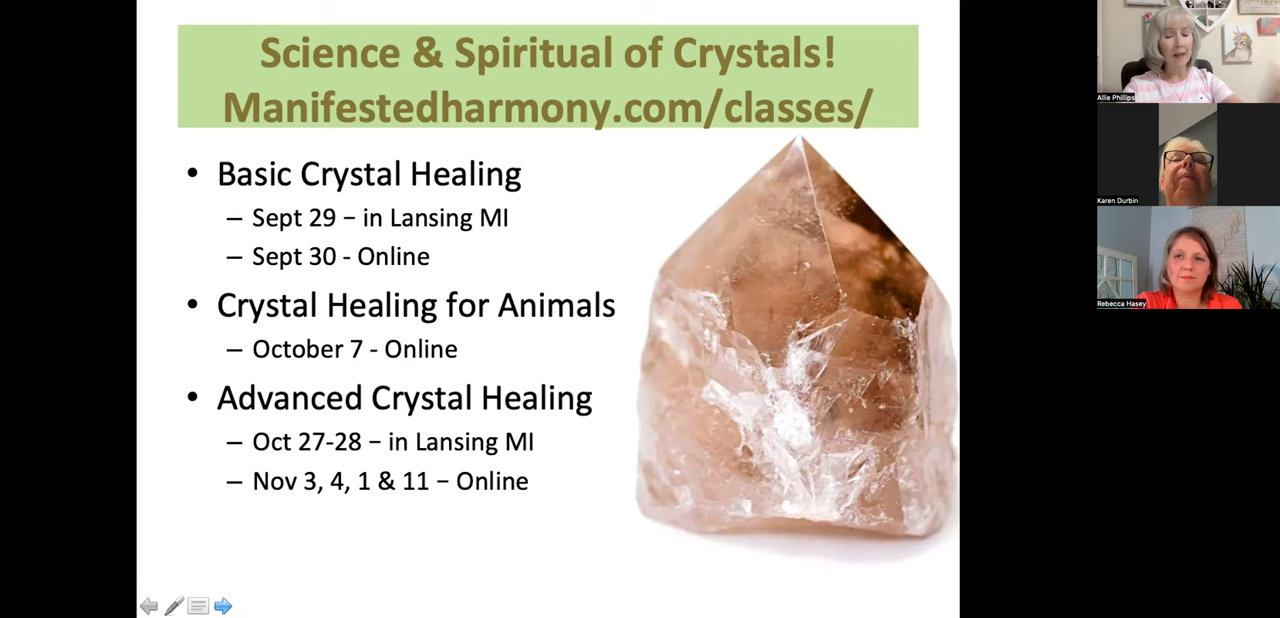 Science & Spiritual of Crystals!
Manifestedharmony.com/classes/
• Basic Crystal Healing
– Sept 29 – in Lansing MI
– Sept 30 - Online
• Crystal Healing for Animals
– October 7 - Online
• Advanced Crystal Healing
– Oct 27-28 – in Lansing MI
– Nov 3, 4, 1 & 11 – Online
Allie Phillips
Karen Durbin
Rebecca Hasey